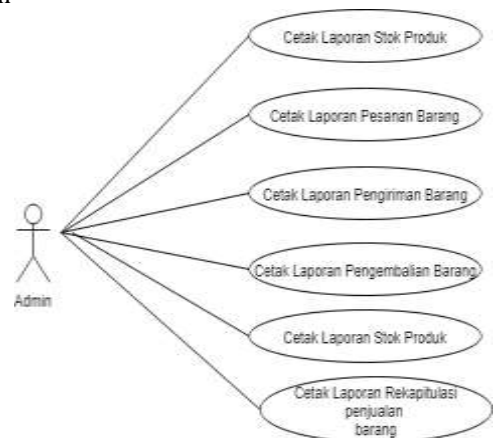 Cetak Laporan Stok Produk
Cetak Laporan Pesanan Barang
Cetak Laporan Pengiriman Barang
Admin
Cetak Laporan Pengembalian Barang
Cetak Laporan Stok Produk
Cetak Laporan Rekapitulasi
penjualan
barang